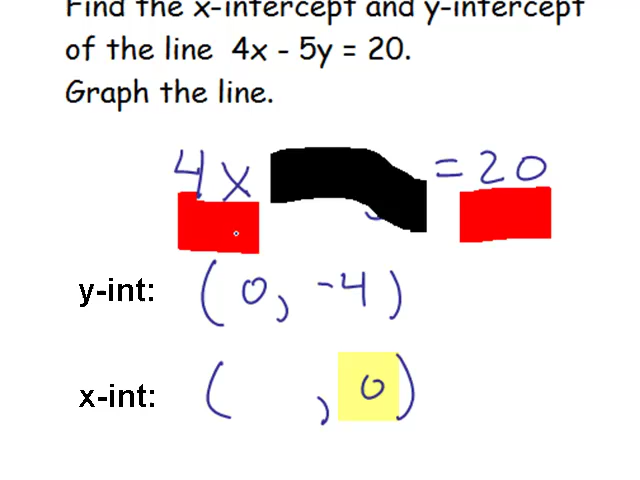 Find the x-intercept and y-intercept
of the line 4x - 5y = 20.
Graph the line.
4x = 20
y-int: (0, -4)
x-int: ( , 0)